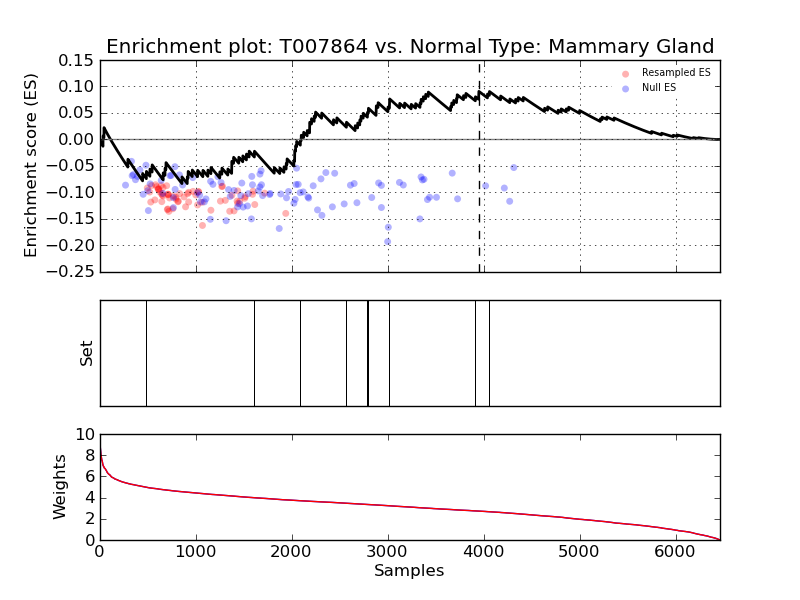 Enrichment plot: T007864 vs. Normal Type: Mammary Gland
Enrichment score (ES)
0.15
0.10
0.05
0.00
−0.05
−0.10
−0.15
−0.20
−0.25
Resampled ES
Null ES
Set
Weights
10
8
6
4
2
0
0 1000 2000 3000 4000 5000 6000
Samples